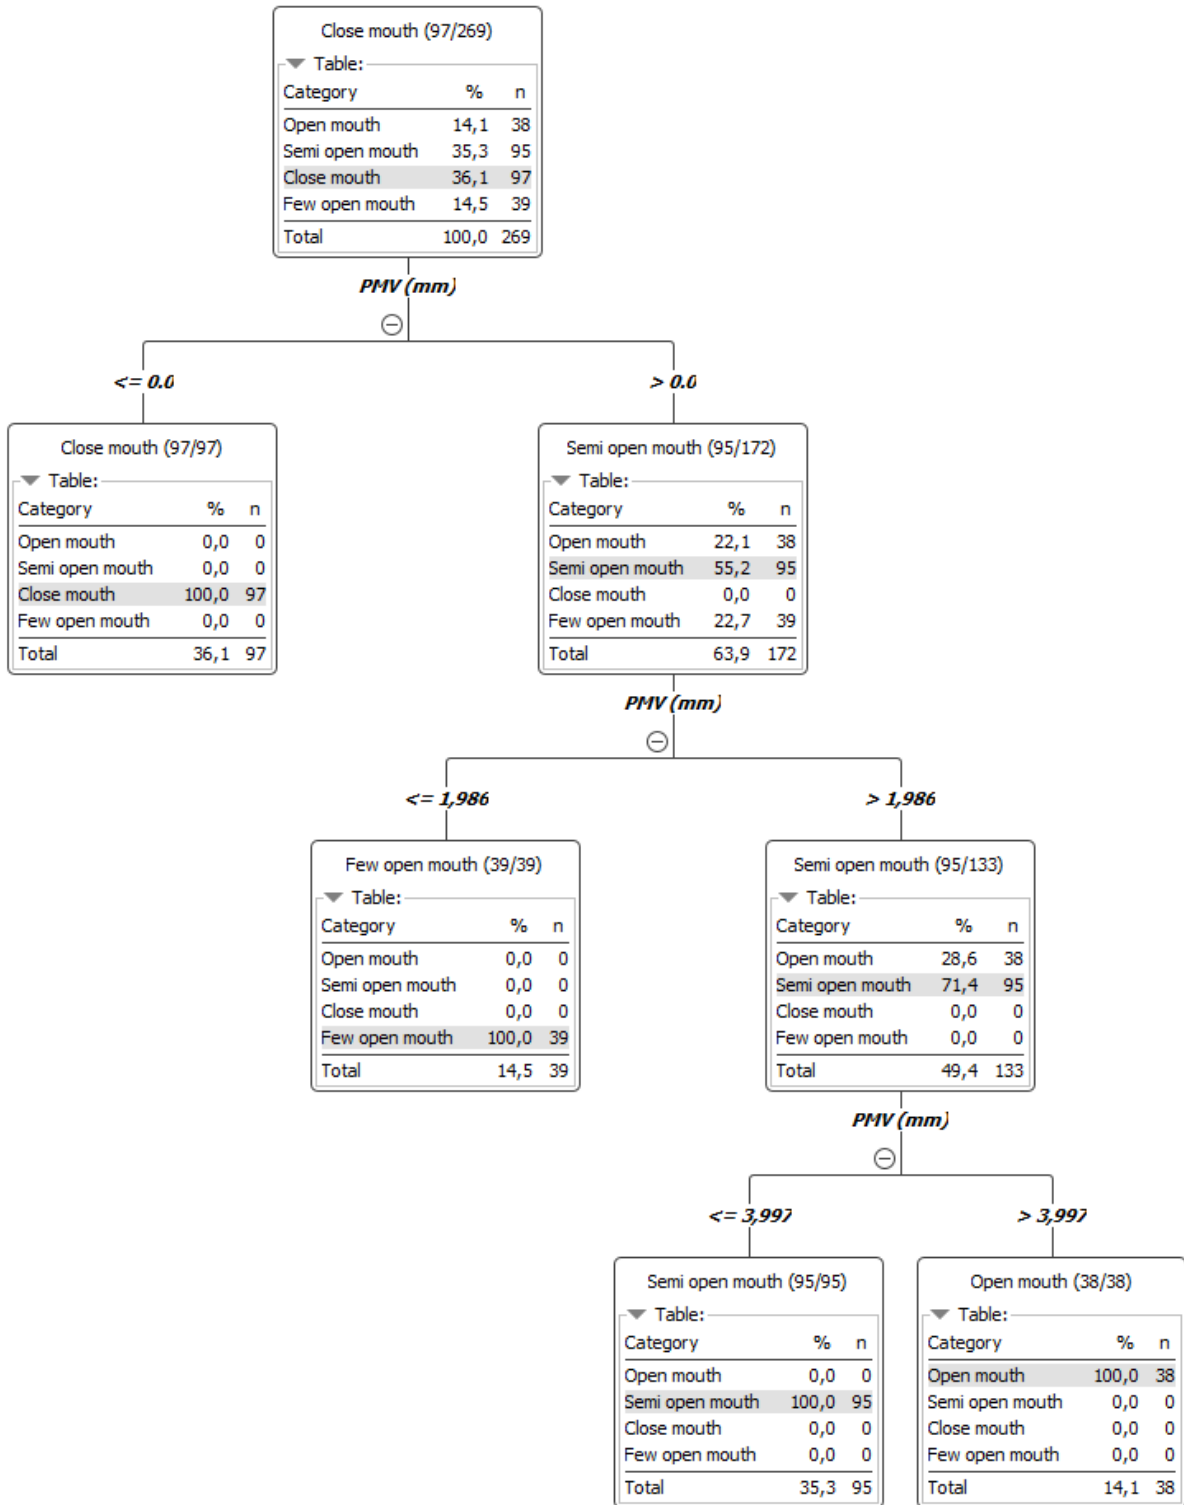 Close mouth (97/269)
Table:
Category % n
Open mouth 14,1 38
Semi open mouth 35,3 95
Close mouth 36,1 97
Few open mouth 14,5 39
Total 100,0 269
PMV (mm)
<= 0.0
> 0.0
Close mouth (97/97)
Table:
Category % n
Open mouth 0,0 0
Semi open mouth 0,0 0
Close mouth 100,0 97
Few open mouth 0,0 0
Total 36,1 97
Semi open mouth (95/172)
Table:
Category % n
Open mouth 22,1 38
Semi open mouth 55,2 95
Close mouth 0,0 0
Few open mouth 22,7 39
Total 63,9 172
PMV (mm)
<= 1,986
> 1,986
Few open mouth (39/39)
Table:
Category % n
Open mouth 0,0 0
Semi open mouth 0,0 0
Close mouth 0,0 0
Few open mouth 100,0 39
Total 14,5 39
Semi open mouth (95/133)
Table:
Category % n
Open mouth 28,6 38
Semi open mouth 71,4 95
Close mouth 0,0 0
Few open mouth 0,0 0
Total 49,4 133
PMV (mm)
<= 3,997
> 3,997
Semi open mouth (95/95)
Table:
Category % n
Open mouth 0,0 0
Semi open mouth 100,0 95
Close mouth 0,0 0
Few open mouth 0,0 0
Total 35,3 95
Open mouth (38/38)
Table:
Category % n
Open mouth 100,0 38
Semi open mouth 0,0 0
Close mouth 0,0 0
Few open mouth 0,0 0
Total 14,1 38